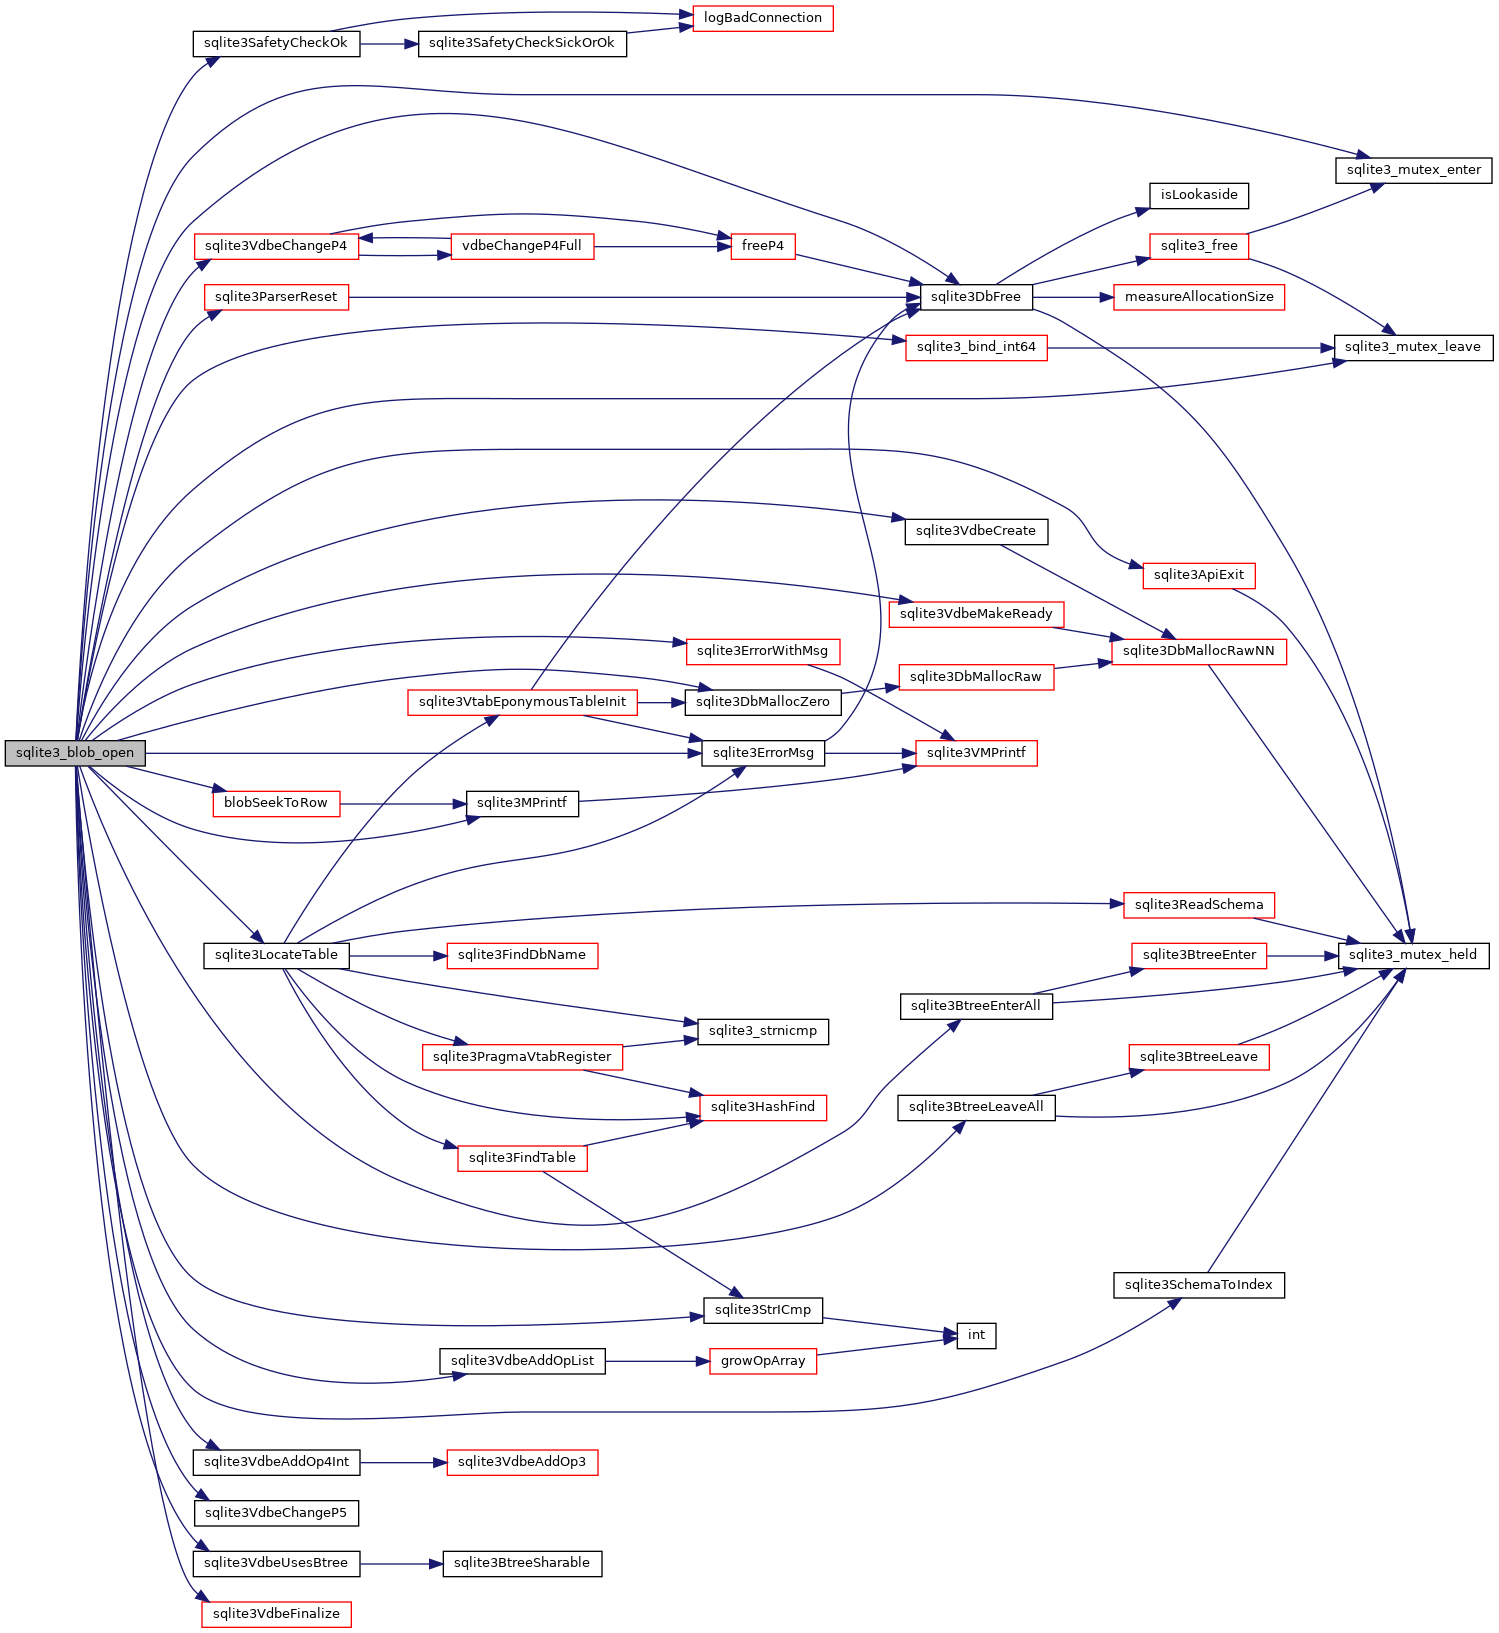 logBadConnection
sqlite3SafetyCheckOk
sqlite3SafetyCheckSickOrOk
sqlite3_mutex_enter
isLookaside
sqlite3VdbeChangeP4
vdbeChangeP4Full
freeP4
sqlite3_free
sqlite3ParserReset
sqlite3DbFree
measureAllocationSize
sqlite3_bind_int64
sqlite3_mutex_leave
sqlite3VdbeCreate
sqlite3ApiExit
sqlite3VdbeMakeReady
sqlite3ErrorWithMsg
sqlite3DbMallocRawNN
sqlite3DbMallocRaw
sqlite3VtabEponymousTableInit
sqlite3DbMallocZero
sqlite3_blob_open
sqlite3ErrorMsg
sqlite3VMPrintf
blobSeekToRow
sqlite3MPrintf
sqlite3ReadSchema
sqlite3LocateTable
sqlite3FindDbName
sqlite3BtreeEnter
sqlite3_mutex_held
sqlite3BtreeEnterAll
sqlite3_strnicmp
sqlite3PragmaVtabRegister
sqlite3BtreeLeave
sqlite3HashFind
sqlite3BtreeLeaveAll
sqlite3FindTable
sqlite3SchemaToIndex
sqlite3StrICmp
int
sqlite3VdbeAddOpList
growOpArray
sqlite3VdbeAddOp4Int
sqlite3VdbeAddOp3
sqlite3VdbeChangeP5
sqlite3VdbeUsesBtree
sqlite3BtreeSharable
sqlite3VdbeFinalize